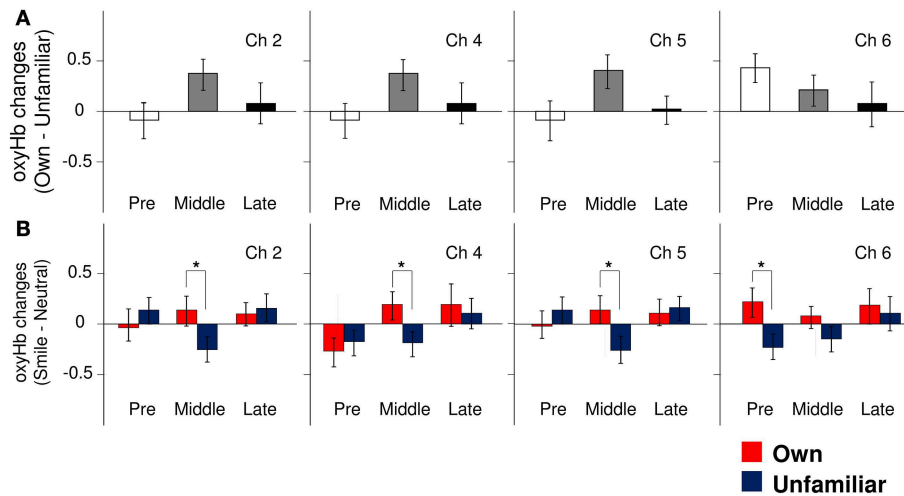 A
oxyHb changes
(Own - Unfamiliar)
0.5
0
-0.5
Ch 2
Ch 4
Ch 5
Ch 6
Pre Middle Late
Pre Middle Late
Pre Middle Late
Pre Middle Late
B
oxyHb changes
(Smile - Neutral)
0.5
0
-0.5
Ch 2
Ch 4
Ch 5
Ch 6
*
*
*
*
Pre Middle Late
Pre Middle Late
Pre Middle Late
Pre Middle Late
Own
Unfamiliar